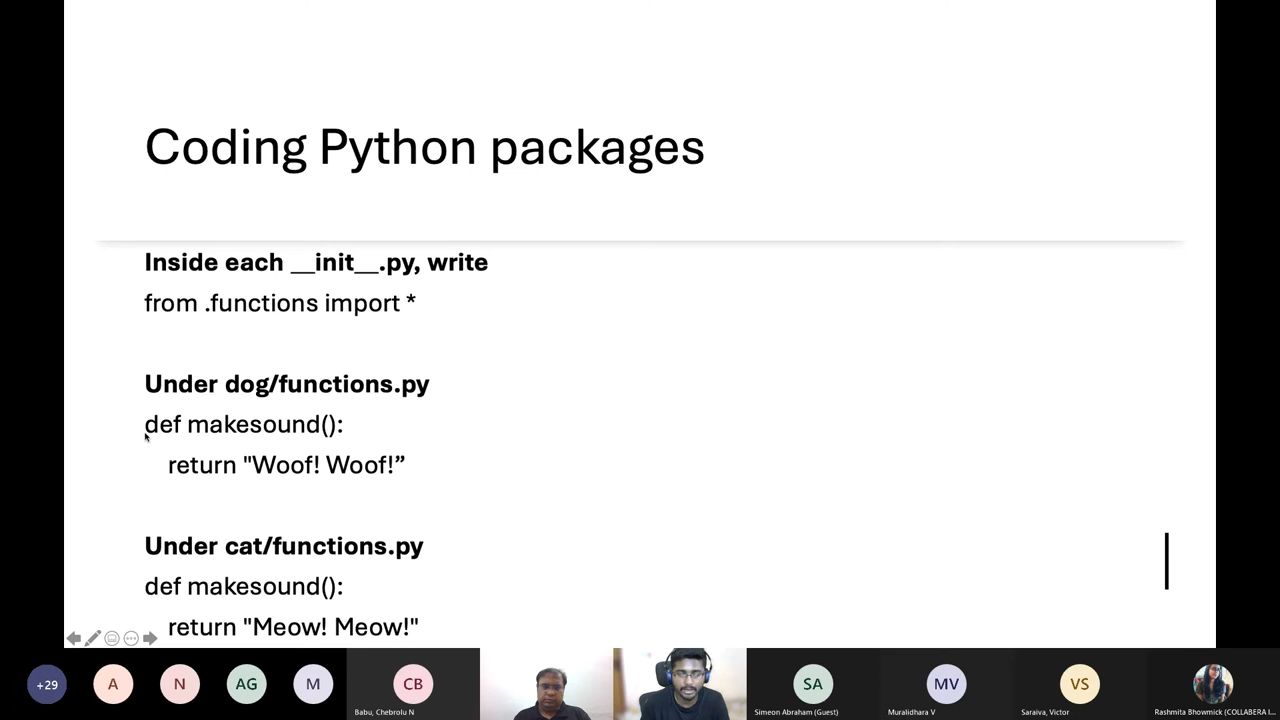 Coding Python packages
Inside each __init__.py, write
from .functions import *
Under dog/functions.py
def makesound():
return "Woof! Woof!”
Under cat/functions.py
def makesound():
return "Meow! Meow!"
+29
A
N
AG
M
CB
Babu, Chebrolu N
SA
Simeon Abraham (Guest)
MV
Muralidhara V
VS
Saraiva, Victor
Rashmita Bhowmick (COLLABERA I...